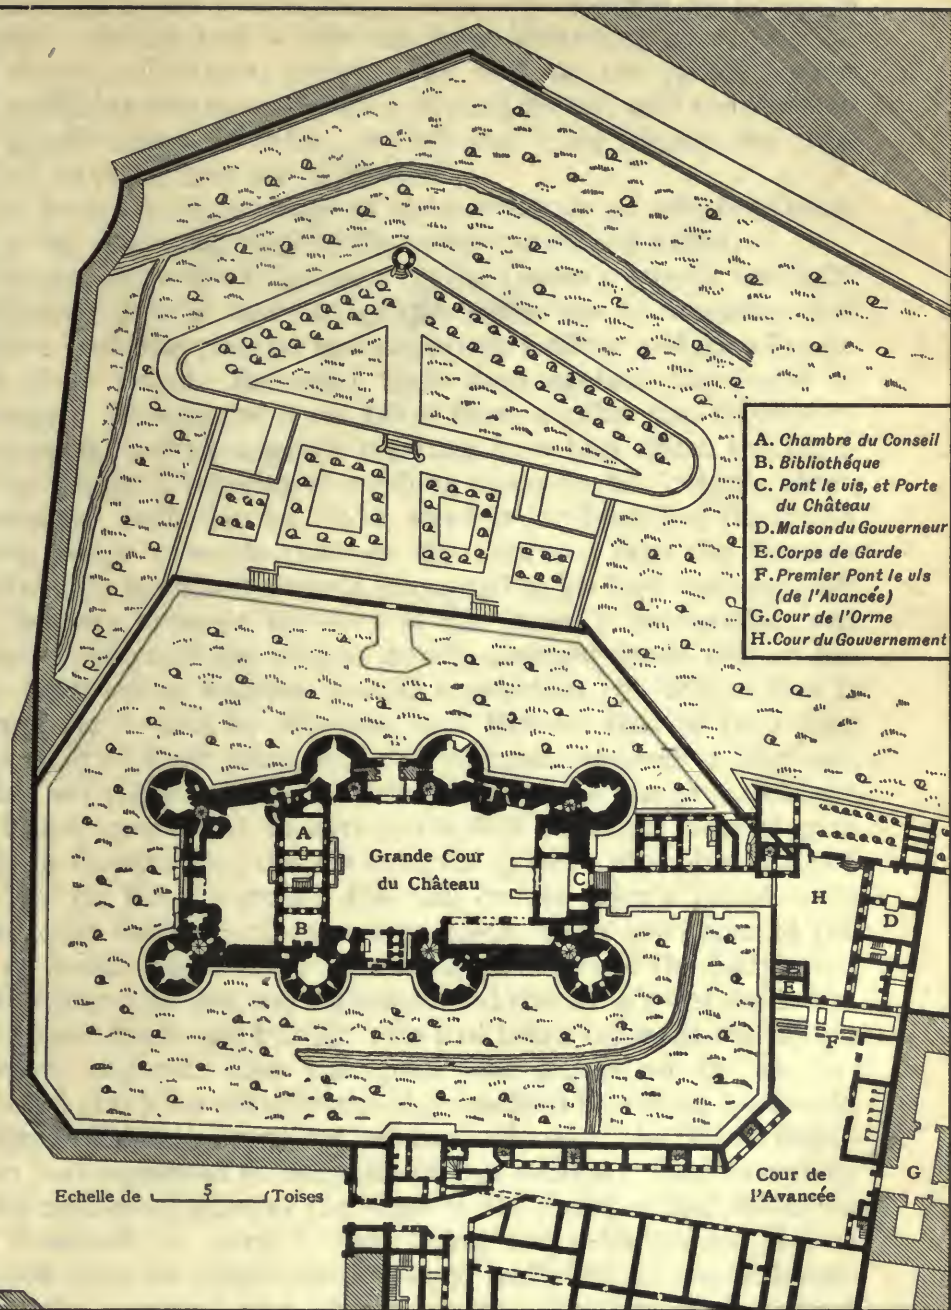 A. Chambre du Conseil
B. Bibliothéque
C. Pont le vis, et Porte
du Château
D. Maison du Gouverneur
E. Corps de Garde
F. Premier Pont le vis
(de l'Avancée)
G. Cour de l'Orme
H. Cour du Gouvernement
A
Grande Cour
du Château
C
B
H
D
E
F
G
Cour de
l'Avancée
Echelle de 5 Toises